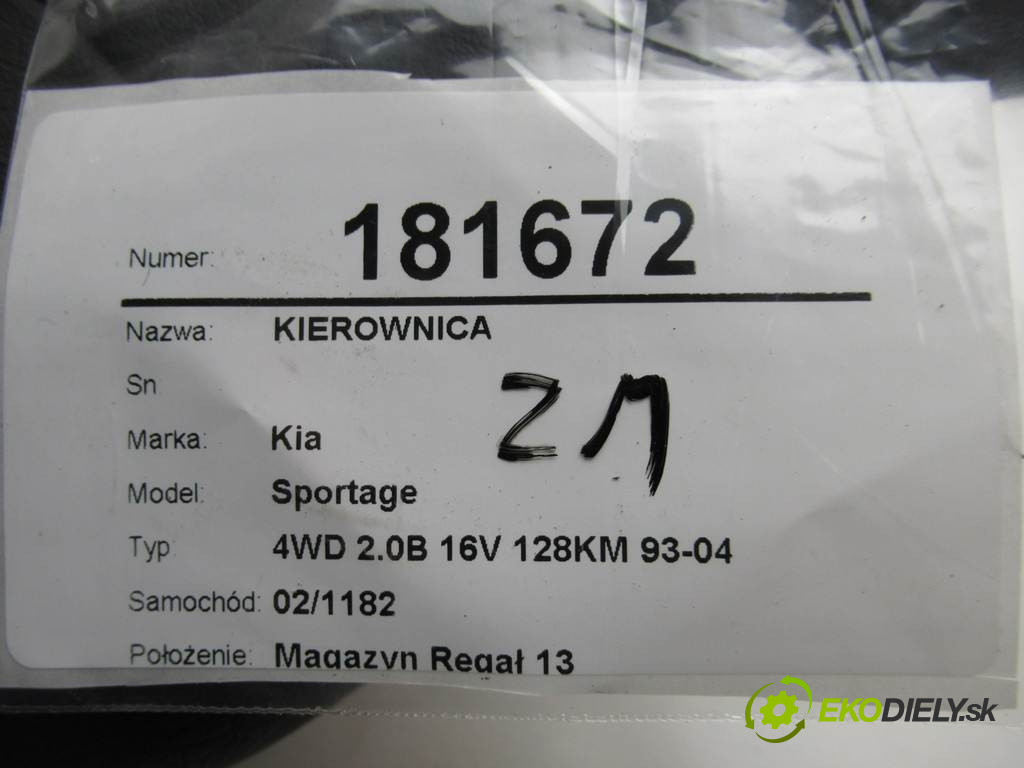 Numer: 181672
Nazwa: KIEROWNICA
Sn
ZM
Marka: Kia
Model: Sportage
Typ 4WD 2.0B 16V 128KM 93-04
Samochód: 02/1182
Położenie: Magazyn Regał 13
EKODIELY.sk